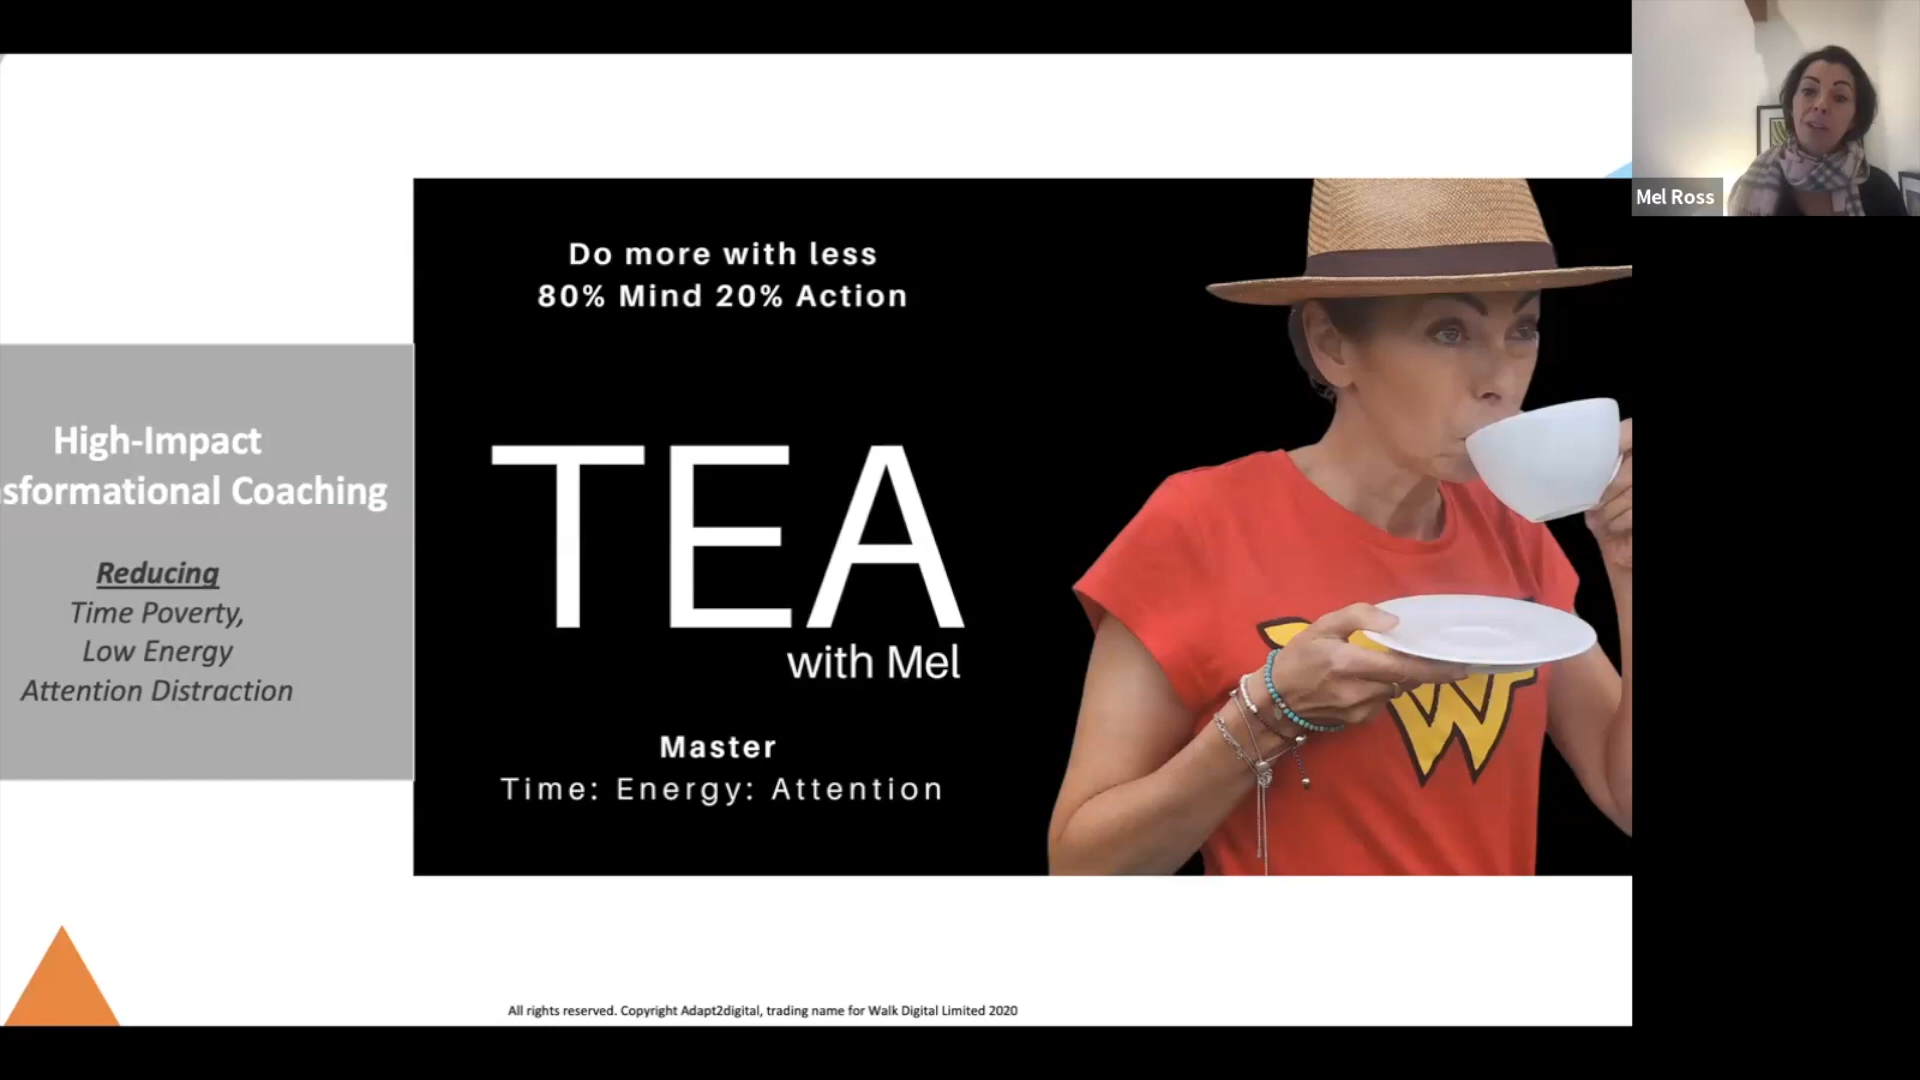 Mel Ross
Do more with less
80% Mind 20% Action
High-Impact
sformational Coaching
Reducing
Time Poverty,
Low Energy
Attention Distraction
TEA
with Mel
Master
Time: Energy: Attention
W
All rights reserved. Copyright Adapt2digital, trading name for Walk Digital Limited 2020